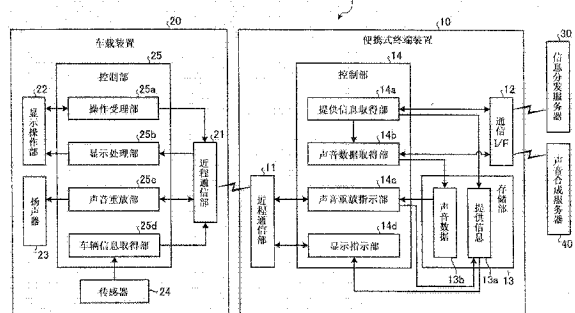 20
车载装置
25
控制部
22
显示操作部
25a
操作受理部
25b
显示处理部
21
近程通信部
25c
声音重放部
扬声器
23
25d
车辆信息取得部
传感器
24
10
便携式终端装置
14
控制部
14a
提供信息取得部
14b
声音数据取得部
11
近程通信部
14c
声音重放指示部
14d
显示指示部
12
通信I/F
存储部
声音数据
提供信息
13b
13a
13
30
信息分发服务器
声音合成服务器
40